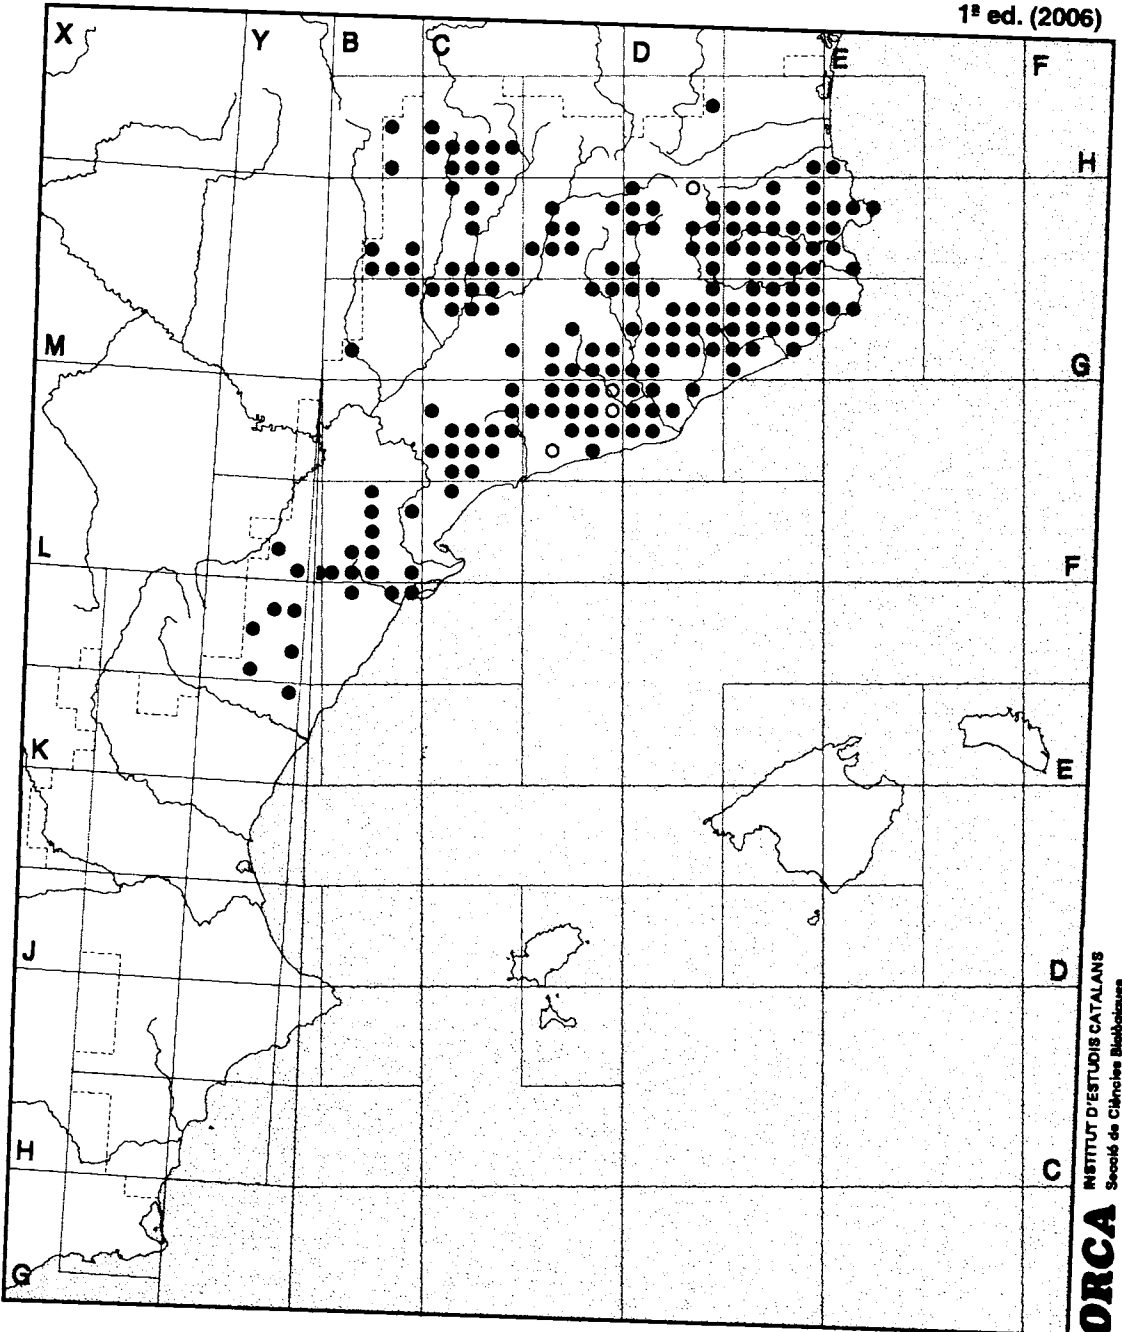 1ª ed. (2006)
X
Y
B
C
D
E
F
H
M
G
L
F
K
E
J
D
H
C
G
INSTITUT D'ESTUDIS CATALANS
Secció de Ciències Biològiques
ORCA